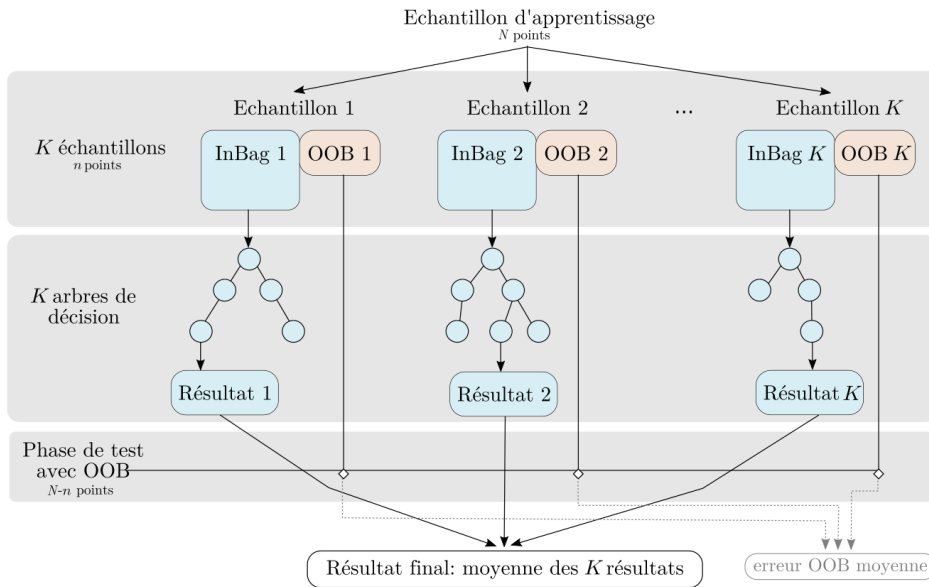 Echantillon d'apprentissage
N points
Echantillon 1
Echantillon 2
...
Echantillon K
K échantillons
n points
InBag 1
OOB 1
InBag 2
OOB 2
InBag K
OOB K
K arbres de
décision
Résultat 1
Résultat 2
Résultat K
Phase de test
avec OOB
N-n points
Résultat final: moyenne des K résultats
erreur OOB moyenne